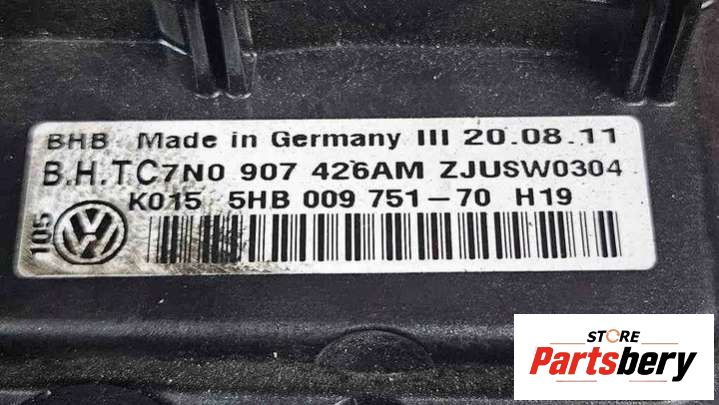 BHB Made in Germany III 20.08.11
B.H.T.C7N0 907 426AM ZJUSW0304
K015 5HB 009 751-70 H19
105
STORE
Partsbery